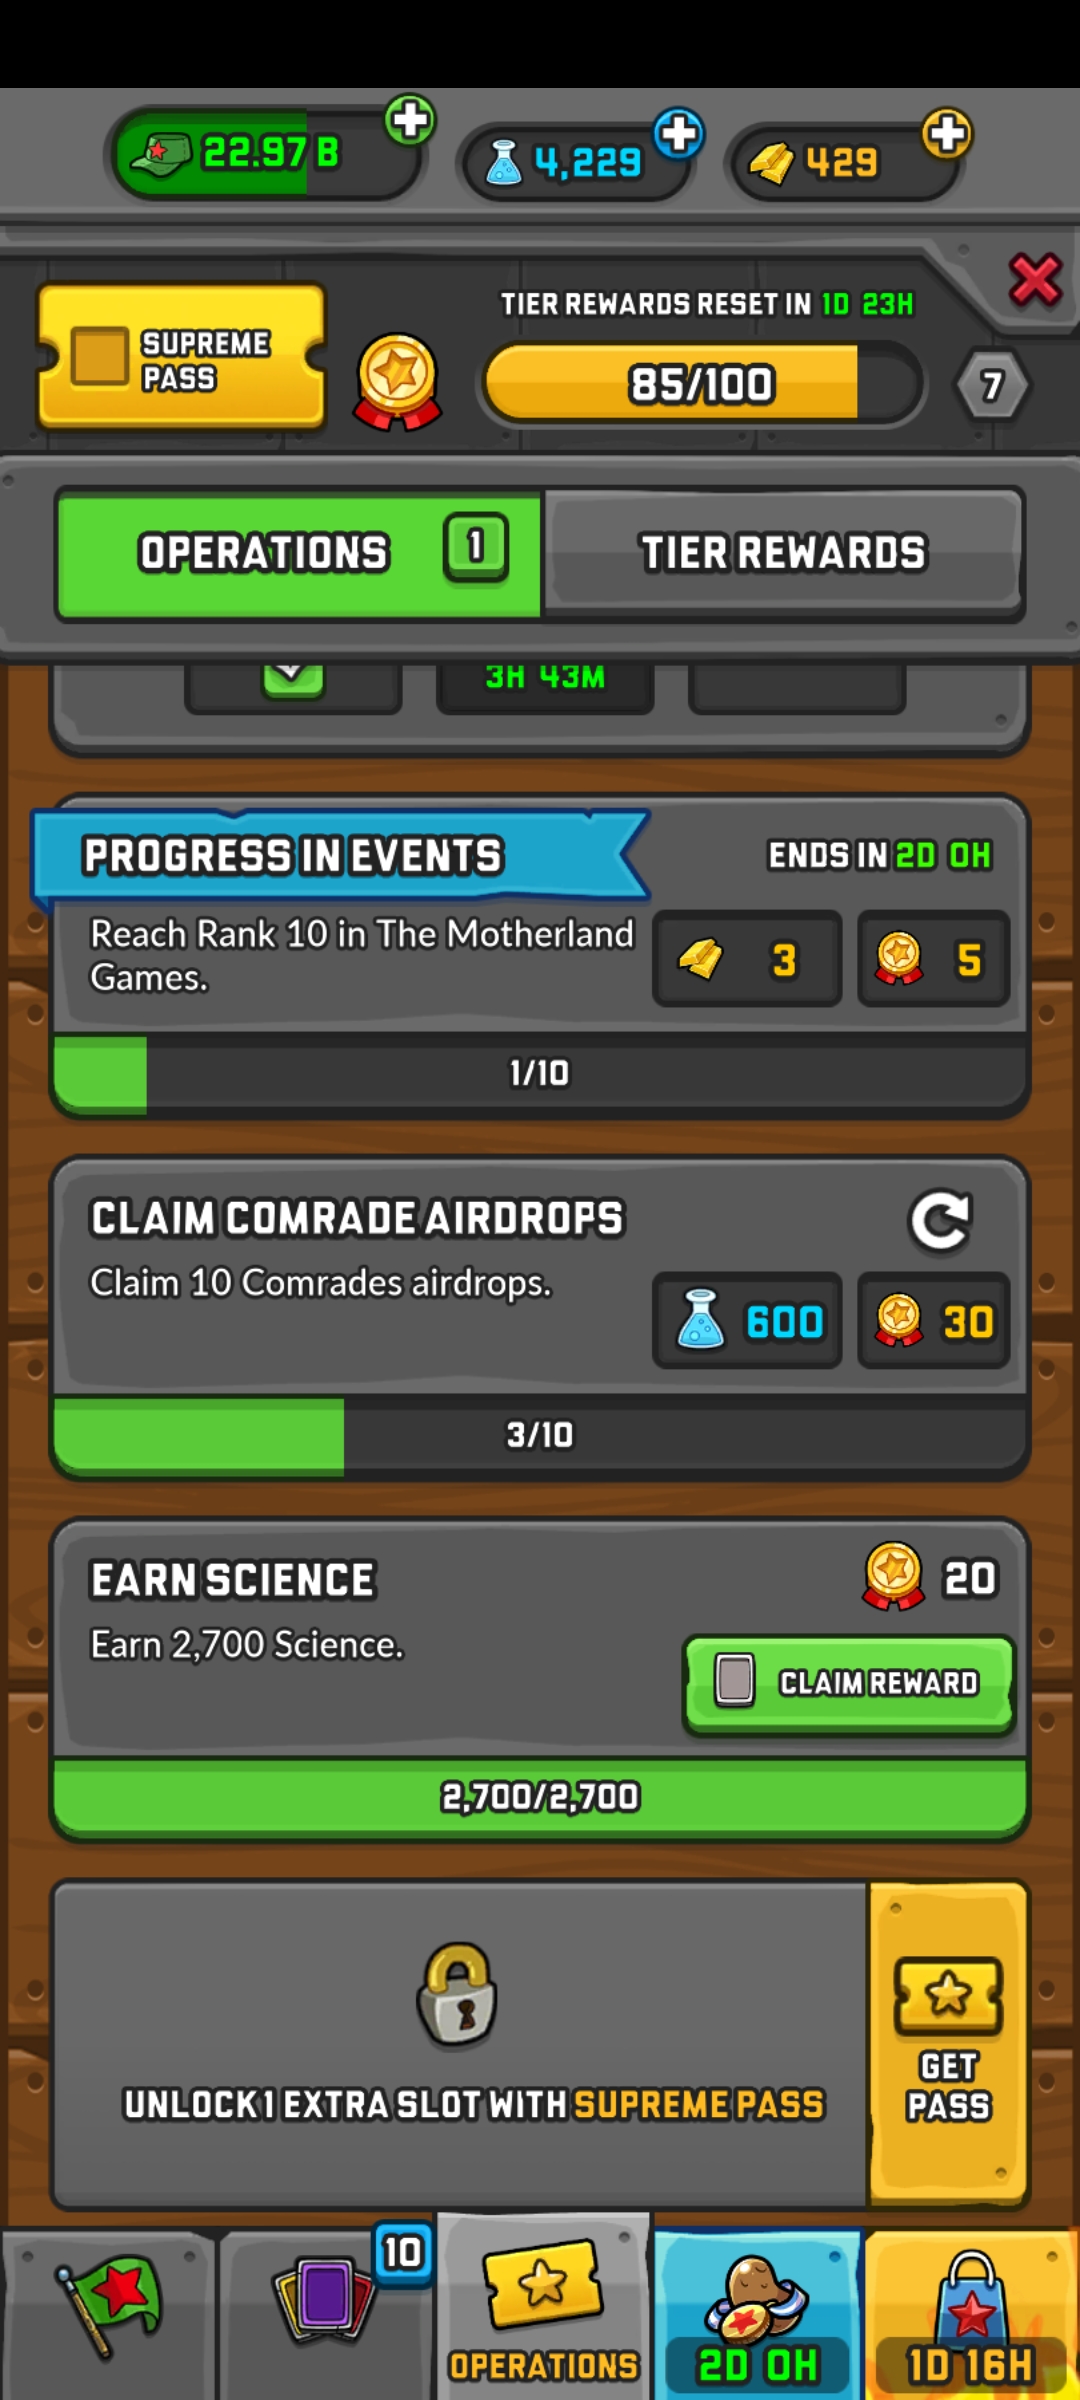 22.97 B
4,229
429
TIER REWARDS RESET IN 1D 23H
SUPREME
PASS
85/100
7
OPERATIONS
1
TIER REWARDS
3H 43M
PROGRESS IN EVENTS
ENDS IN 2D 0H
Reach Rank 10 in The Motherland
Games.
3
5
1/10
CLAIM COMRADE AIRDROPS
Claim 10 Comrades airdrops.
600
30
3/10
EARN SCIENCE
20
Earn 2,700 Science.
CLAIM REWARD
2,700/2,700
UNLOCK 1 EXTRA SLOT WITH SUPREME PASS
GET
PASS
10
OPERATIONS
2D 0H
1D 16H